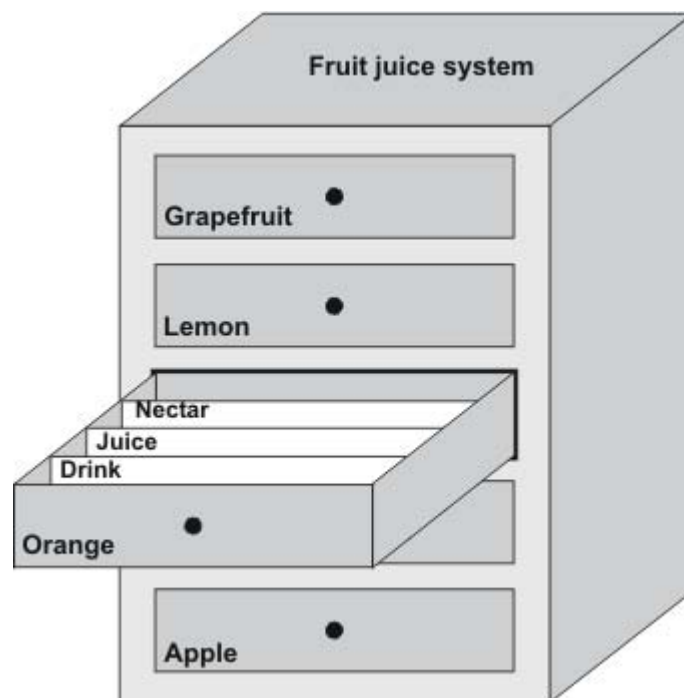 Fruit juice system
Grapefruit
Lemon
Nectar
Juice
Drink
Orange
Apple